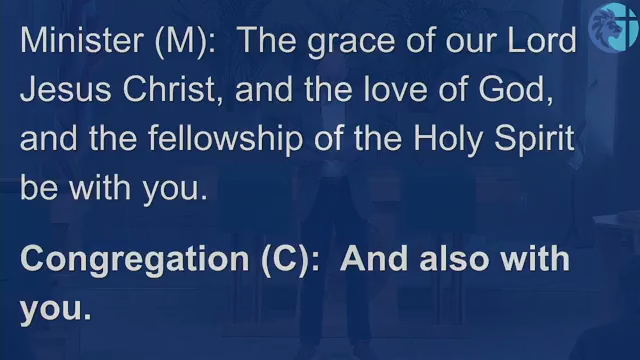 Minister (M):  The grace of our Lord
Jesus Christ, and the love of God,
and the fellowship of the Holy Spirit
be with you.
Congregation (C):  And also with
you.